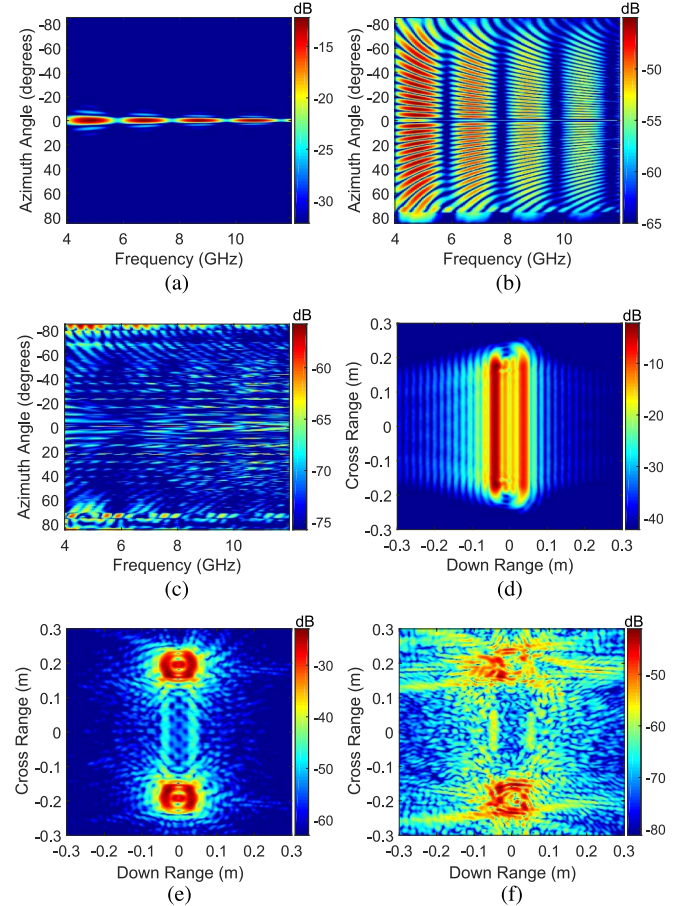 dB
dB
Azimuth Angle (degrees)
-80
-60
-40
-20
0
20
40
60
80
4 6 8 10
Frequency (GHz)
-15
-20
-25
-30
(a)
Azimuth Angle (degrees)
-80
-60
-40
-20
0
20
40
60
80
4 6 8 10
Frequency (GHz)
-50
-55
-60
-65
(b)
dB
dB
Azimuth Angle (degrees)
-80
-60
-40
-20
0
20
40
60
80
4 6 8 10
Frequency (GHz)
-60
-65
-70
-75
(c)
Cross Range (m)
0.3
0.2
0.1
0
-0.1
-0.2
-0.3
-0.3 -0.2 -0.1 0 0.1 0.2 0.3
Down Range (m)
-10
-20
-30
-40
(d)
dB
dB
Cross Range (m)
0.3
0.2
0.1
0
-0.1
-0.2
-0.3
-0.3 -0.2 -0.1 0 0.1 0.2 0.3
Down Range (m)
-30
-40
-50
-60
(e)
Cross Range (m)
0.3
0.2
0.1
0
-0.1
-0.2
-0.3
-0.3 -0.2 -0.1 0 0.1 0.2 0.3
Down Range (m)
-50
-60
-70
-80
(f)